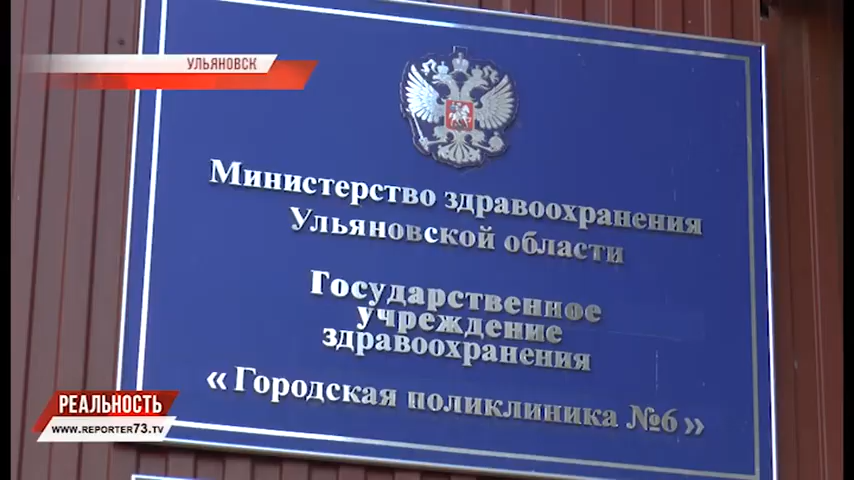 УЛЬЯНОВСК
Министерство здравоохранения
Ульяновской области
Государственное
учреждение
здравоохранения
«Городская поликлиника №6»
РЕАЛЬНОСТЬ
WWW.REPORTER73.TV